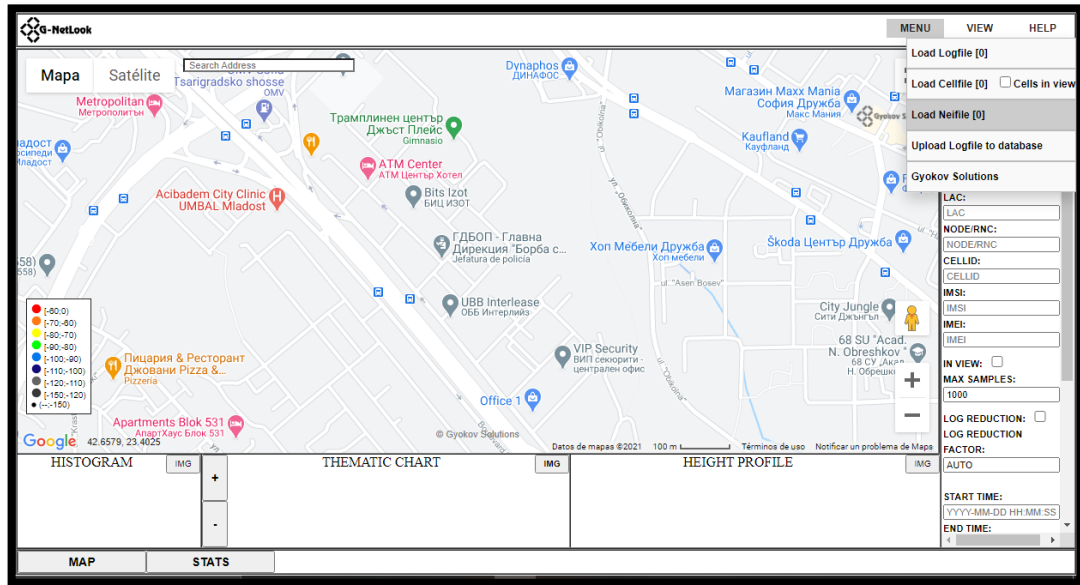 G-NetLook
MENU
VIEW
HELP
Load Logfile [0]
Load Cellfile [0]
Cells in view
Load Neifile [0]
Upload Logfile to database
Gyokov Solutions
Mapa
Satélite
Search Address
Tsarigradsko shosse
OMV
Metropolitan
Метрополитън
Dynaphos
ДИНАФОС
Магазин Maxx Mania
София Дружба
Макс Мания
Трамплинен център
Джъст Плейс
Gimnasio
Kaufland
Кауфланд
ATM Center
АТМ Център Хотел
Acibadem City Clinic
UMBAL Mladost
Bits Izot
БИЦ ИЗОТ
ГДБОП - Главна
Дирекция "Борба с...
Jefatura de policía
ул. "Обиколна"
"Obikolna"
Хоп Мебели Дружба
Хоп мебели
Škoda Център Дружба
ul. "Asen Bosev"
558)
558)
UBB Interlease
ОББ Интерлийз
City Jungle
Сити Джънгъл
VIP Security
ВИП секюрити -
централен офис
68 SU "Acad.
N. Obreshkov"
68 СУ „Акад.
Н. Обрешко
ul. "Obikolna"
[-60;0)
[-70;-60)
[-80;-70)
[-90;-80)
[-100;-90)
[-110;-100)
[-120;-110)
[-150;-120)
(--;-150)
Пицария & Ресторант
Джовани Pizza &...
Pizzería
Office 1
Apartments Blok 531
АпартХаус Блок 531
Google
42.6579, 23.4025
© Gyokov Solutions
Datos de mapas ©2021
100 m
Términos de uso
Notificar un problema de Maps
+
−
LAC:
LAC
NODE/RNC:
NODE/RNC
CELLID:
CELLID
IMSI:
IMSI
IMEI:
IMEI
IN VIEW:
MAX SAMPLES:
1000
LOG REDUCTION:
LOG REDUCTION
FACTOR:
AUTO
START TIME:
YYYY-MM-DD HH:MM:SS
END TIME:
HISTOGRAM
IMG
+
-
THEMATIC CHART
IMG
HEIGHT PROFILE
IMG
MAP
STATS